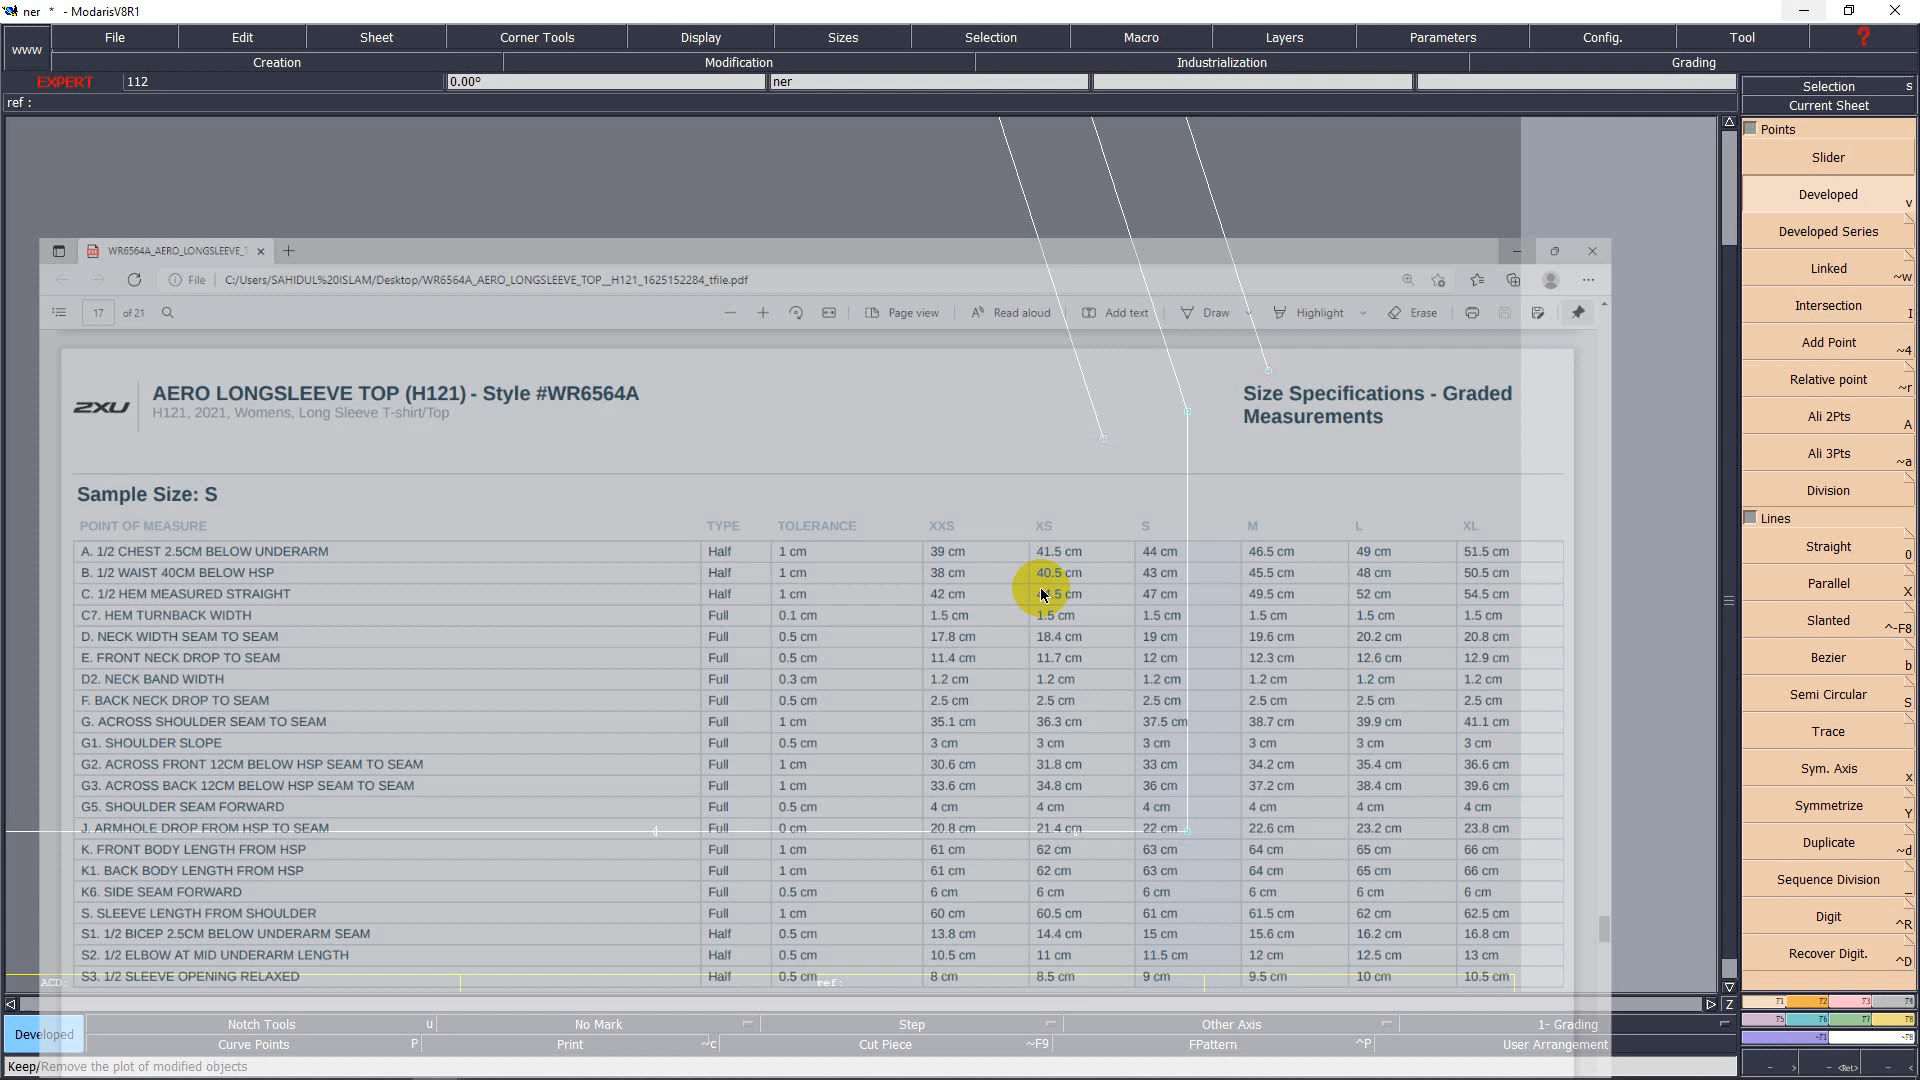 ner * - ModarisV8R1
www File Edit Sheet Corner Tools Display Sizes Selection Macro Layers Parameters Config. Tool ?
Creation Modification Industrialization Grading
EXPERT 112 0.00º ner
ref :
Selection s
Current Sheet
Points
Slider
Developed v
Developed Series
Linked ~w
Intersection I
Add Point ~4
Relative point ~r
Ali 2Pts A
Ali 3Pts ~a
Division
Lines
Straight 0
Parallel X
Slanted ^~F8
Bezier b
Semi Circular S
Trace
Sym. Axis x
Symmetrize Y
Duplicate ~d
Sequence Division _
Digit ^R
Recover Digit. ^D
F1 F2 F3 F4
F5 F6 F7 F8
~F1 ~F8
WR6564A_AERO_LONGSLEEVE_T
File C:/Users/SAHIDUL%20ISLAM/Desktop/WR6564A_AERO_LONGSLEEVE_TOP__H121_1625152284_tfile.pdf
17 of 21 Page view Read aloud Add text Draw Highlight Erase
2XU AERO LONGSLEEVE TOP (H121) - Style #WR6564A
H121, 2021, Womens, Long Sleeve T-shirt/Top
Size Specifications - Graded
Measurements
Sample Size: S
POINT OF MEASURE TYPE TOLERANCE XXS XS S M L XL
A. 1/2 CHEST 2.5CM BELOW UNDERARM Half 1 cm 39 cm 41.5 cm 44 cm 46.5 cm 49 cm 51.5 cm
B. 1/2 WAIST 40CM BELOW HSP Half 1 cm 38 cm 40.5 cm 43 cm 45.5 cm 48 cm 50.5 cm
C. 1/2 HEM MEASURED STRAIGHT Half 1 cm 42 cm .5 cm 47 cm 49.5 cm 52 cm 54.5 cm
C7. HEM TURNBACK WIDTH Full 0.1 cm 1.5 cm 1.5 cm 1.5 cm 1.5 cm 1.5 cm 1.5 cm
D. NECK WIDTH SEAM TO SEAM Full 0.5 cm 17.8 cm 18.4 cm 19 cm 19.6 cm 20.2 cm 20.8 cm
E. FRONT NECK DROP TO SEAM Full 0.5 cm 11.4 cm 11.7 cm 12 cm 12.3 cm 12.6 cm 12.9 cm
D2. NECK BAND WIDTH Full 0.3 cm 1.2 cm 1.2 cm 1.2 cm 1.2 cm 1.2 cm 1.2 cm
F. BACK NECK DROP TO SEAM Full 0.5 cm 2.5 cm 2.5 cm 2.5 cm 2.5 cm 2.5 cm 2.5 cm
G. ACROSS SHOULDER SEAM TO SEAM Full 1 cm 35.1 cm 36.3 cm 37.5 cm 38.7 cm 39.9 cm 41.1 cm
G1. SHOULDER SLOPE Full 0.5 cm 3 cm 3 cm 3 cm 3 cm 3 cm 3 cm
G2. ACROSS FRONT 12CM BELOW HSP SEAM TO SEAM Full 1 cm 30.6 cm 31.8 cm 33 cm 34.2 cm 35.4 cm 36.6 cm
G3. ACROSS BACK 12CM BELOW HSP SEAM TO SEAM Full 1 cm 33.6 cm 34.8 cm 36 cm 37.2 cm 38.4 cm 39.6 cm
G5. SHOULDER SEAM FORWARD Full 0.5 cm 4 cm 4 cm 4 cm 4 cm 4 cm 4 cm
J. ARMHOLE DROP FROM HSP TO SEAM Full 0 cm 20.8 cm 21.4 cm 22 cm 22.6 cm 23.2 cm 23.8 cm
K. FRONT BODY LENGTH FROM HSP Full 1 cm 61 cm 62 cm 63 cm 64 cm 65 cm 66 cm
K1. BACK BODY LENGTH FROM HSP Full 1 cm 61 cm 62 cm 63 cm 64 cm 65 cm 66 cm
K6. SIDE SEAM FORWARD Full 0.5 cm 6 cm 6 cm 6 cm 6 cm 6 cm 6 cm
S. SLEEVE LENGTH FROM SHOULDER Full 1 cm 60 cm 60.5 cm 61 cm 61.5 cm 62 cm 62.5 cm
S1. 1/2 BICEP 2.5CM BELOW UNDERARM SEAM Half 0.5 cm 13.8 cm 14.4 cm 15 cm 15.6 cm 16.2 cm 16.8 cm
S2. 1/2 ELBOW AT MID UNDERARM LENGTH Half 0.5 cm 10.5 cm 11 cm 11.5 cm 12 cm 12.5 cm 13 cm
S3. 1/2 SLEEVE OPENING RELAXED Half 0.5 cm 8 cm 8.5 cm 9 cm 9.5 cm 10 cm 10.5 cm
ref:
Z
Developed Notch Tools u No Mark Step Other Axis 1- Grading
Curve Points P Print ~c Cut Piece ~F9 FPattern ^P User Arrangement
Keep/Remove the plot of modified objects